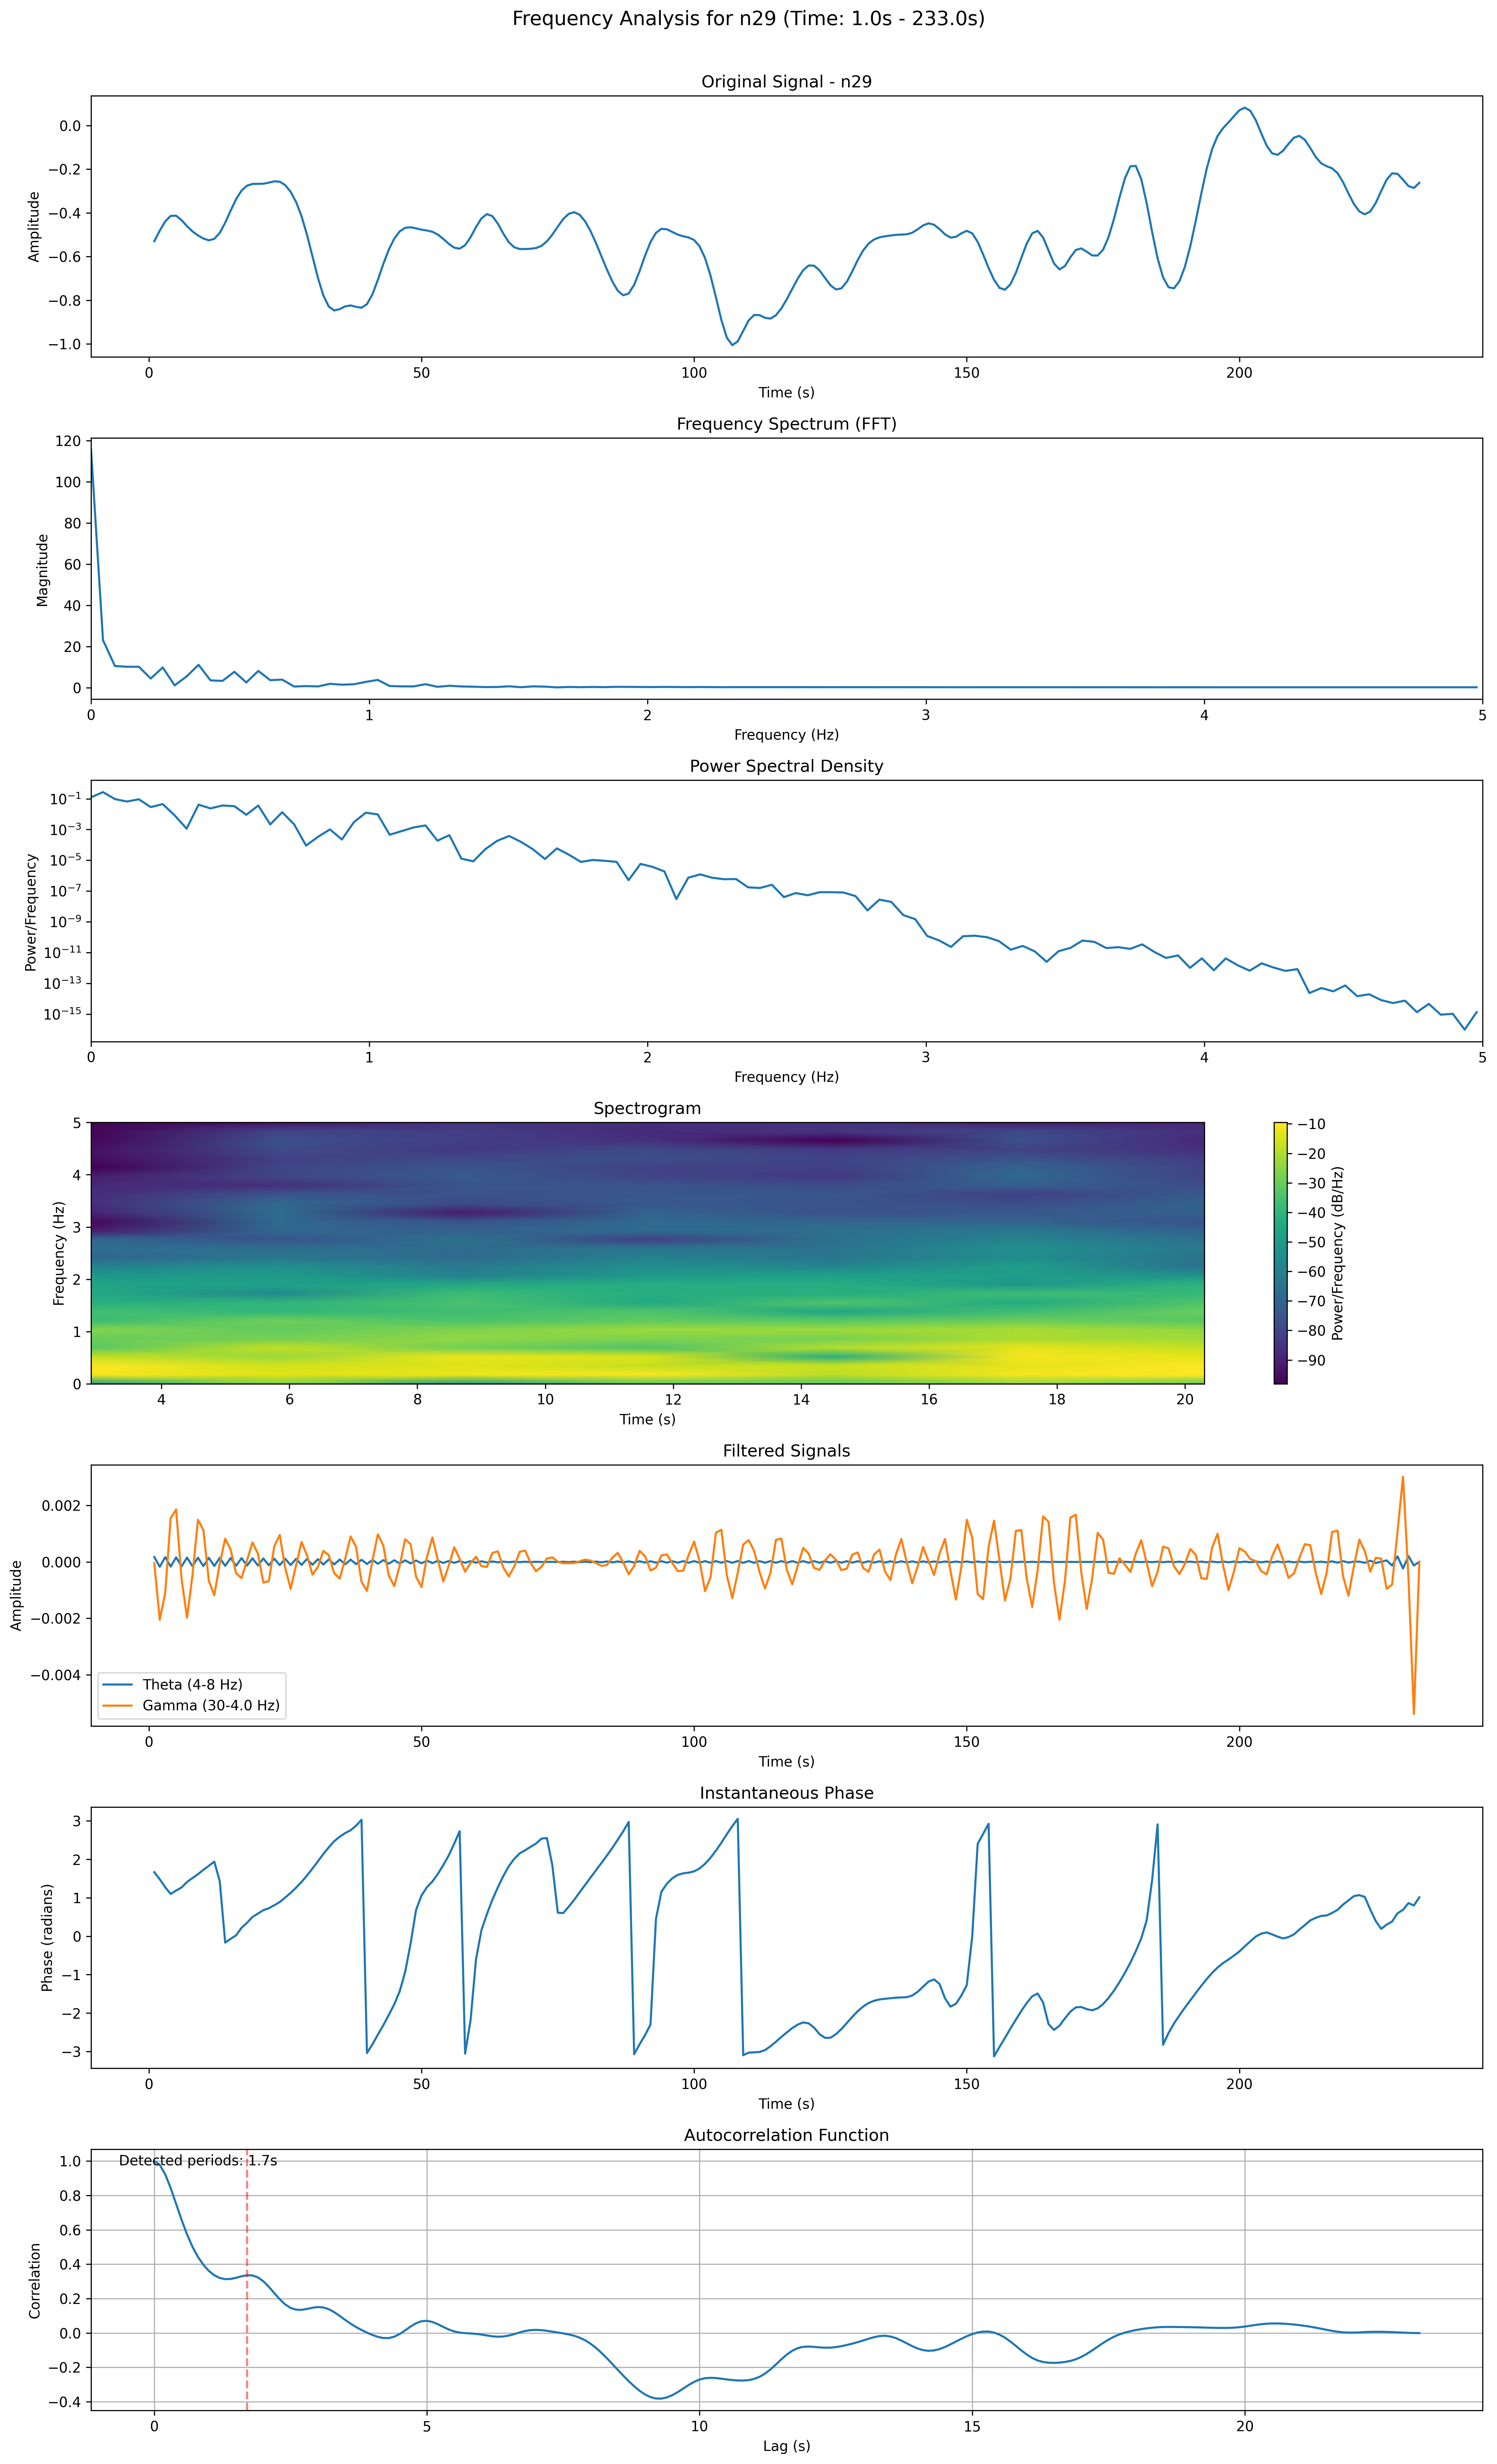 Frequency Analysis for n29 (Time: 1.0s - 233.0s)
Original Signal - n29
Amplitude
0.0
−0.2
−0.4
−0.6
−0.8
−1.0
0 50 100 150 200
Time (s)
Frequency Spectrum (FFT)
Magnitude
120
100
80
60
40
20
0
0 1 2 3 4 5
Frequency (Hz)
Power Spectral Density
Power/Frequency
10⁻¹
10⁻³
10⁻⁵
10⁻⁷
10⁻⁹
10⁻¹¹
10⁻¹³
10⁻¹⁵
0 1 2 3 4 5
Frequency (Hz)
Spectrogram
Frequency (Hz)
5
4
3
2
1
0
4 6 8 10 12 14 16 18 20
Time (s)
−10
−20
−30
−40
−50
−60
−70
−80
−90
Power/Frequency (dB/Hz)
Filtered Signals
Amplitude
0.002
0.000
−0.002
−0.004
Theta (4-8 Hz)
Gamma (30-4.0 Hz)
0 50 100 150 200
Time (s)
Instantaneous Phase
Phase (radians)
3
2
1
0
−1
−2
−3
0 50 100 150 200
Time (s)
Autocorrelation Function
Detected periods: 1.7s
Correlation
1.0
0.8
0.6
0.4
0.2
0.0
−0.2
−0.4
0 5 10 15 20
Lag (s)